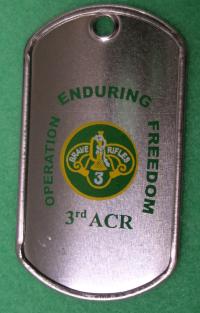 OPERATION ENDURING FREEDOM
BRAVE RIFLES
3
3rd ACR